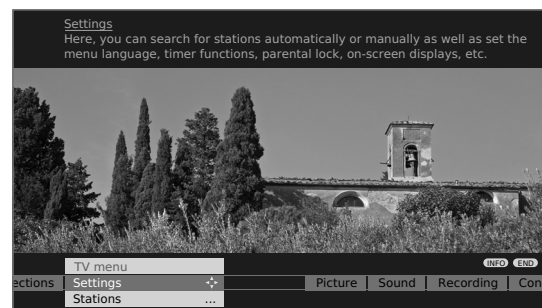 Settings
Here, you can search for stations automatically or manually as well as set the
menu language, timer functions, parental lock, on-screen displays, etc.
INFO END
TV menu
ections Settings Picture Sound Recording Con
Stations ...